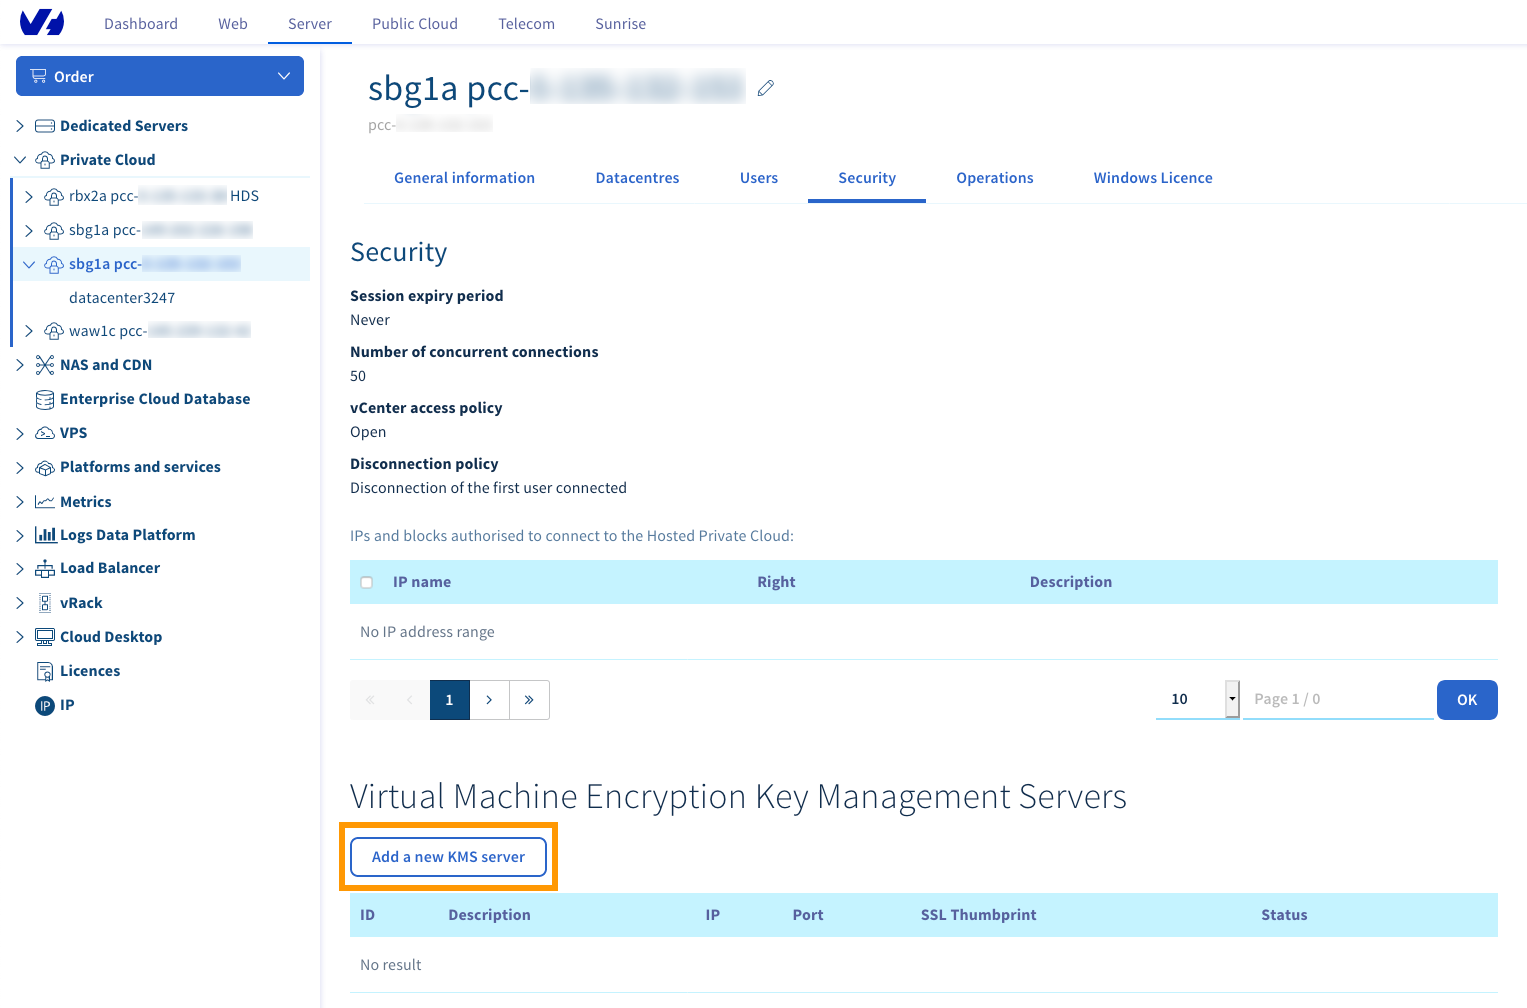 Dashboard Web Server Public Cloud Telecom Sunrise
Order
Dedicated Servers
Private Cloud
rbx2a pcc- HDS
sbg1a pcc-
sbg1a pcc-
datacenter3247
waw1c pcc-
NAS and CDN
Enterprise Cloud Database
VPS
Platforms and services
Metrics
Logs Data Platform
Load Balancer
vRack
Cloud Desktop
Licences
IP IP
sbg1a pcc-
pcc-
General information Datacentres Users Security Operations Windows Licence
Security
Session expiry period
Never
Number of concurrent connections
50
vCenter access policy
Open
Disconnection policy
Disconnection of the first user connected
IPs and blocks authorised to connect to the Hosted Private Cloud:
IP name Right Description
No IP address range
« ‹ 1 › » 10 Page 1 / 0 OK
Virtual Machine Encryption Key Management Servers
Add a new KMS server
ID Description IP Port SSL Thumbprint Status
No result